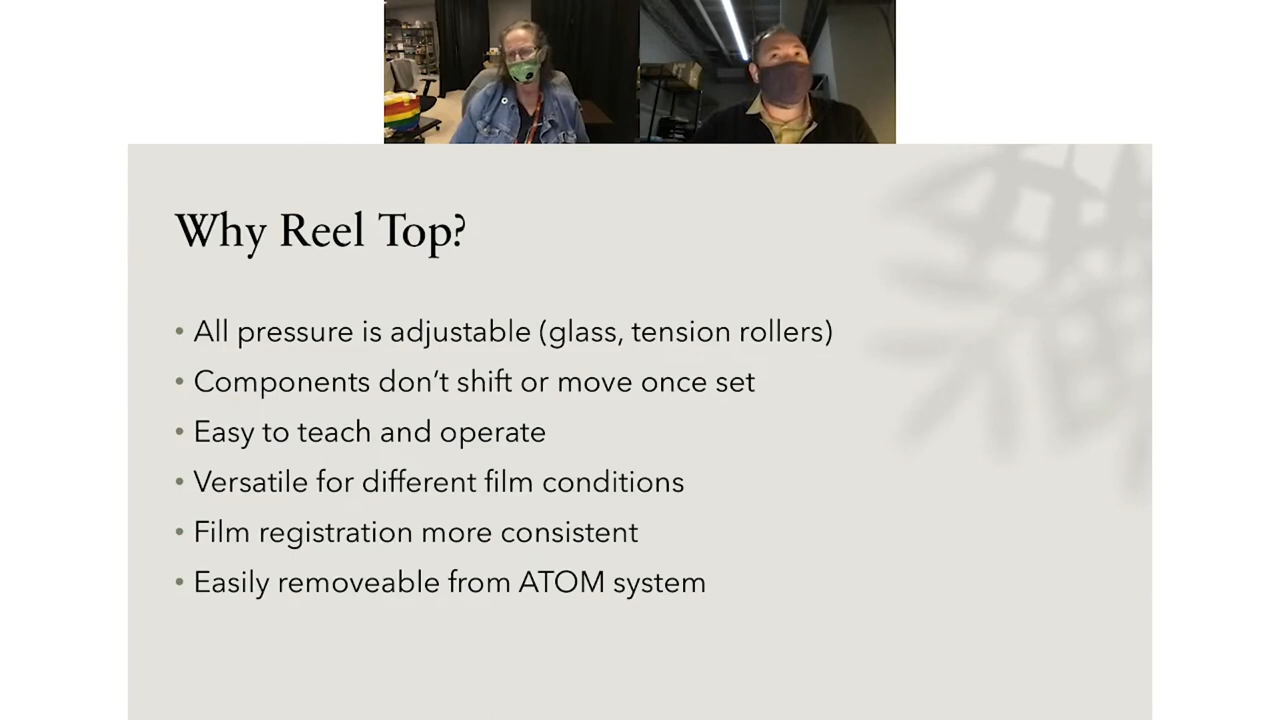 Why Reel Top?
• All pressure is adjustable (glass, tension rollers)
• Components don’t shift or move once set
• Easy to teach and operate
• Versatile for different film conditions
• Film registration more consistent
• Easily removeable from ATOM system